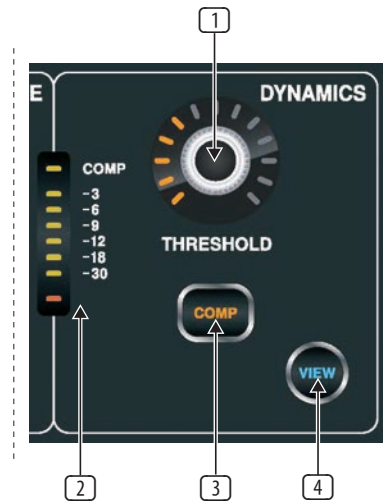 1
E
DYNAMICS
COMP
-3
-6
-9
-12
-18
-30
THRESHOLD
COMP
VIEW
2
3
4